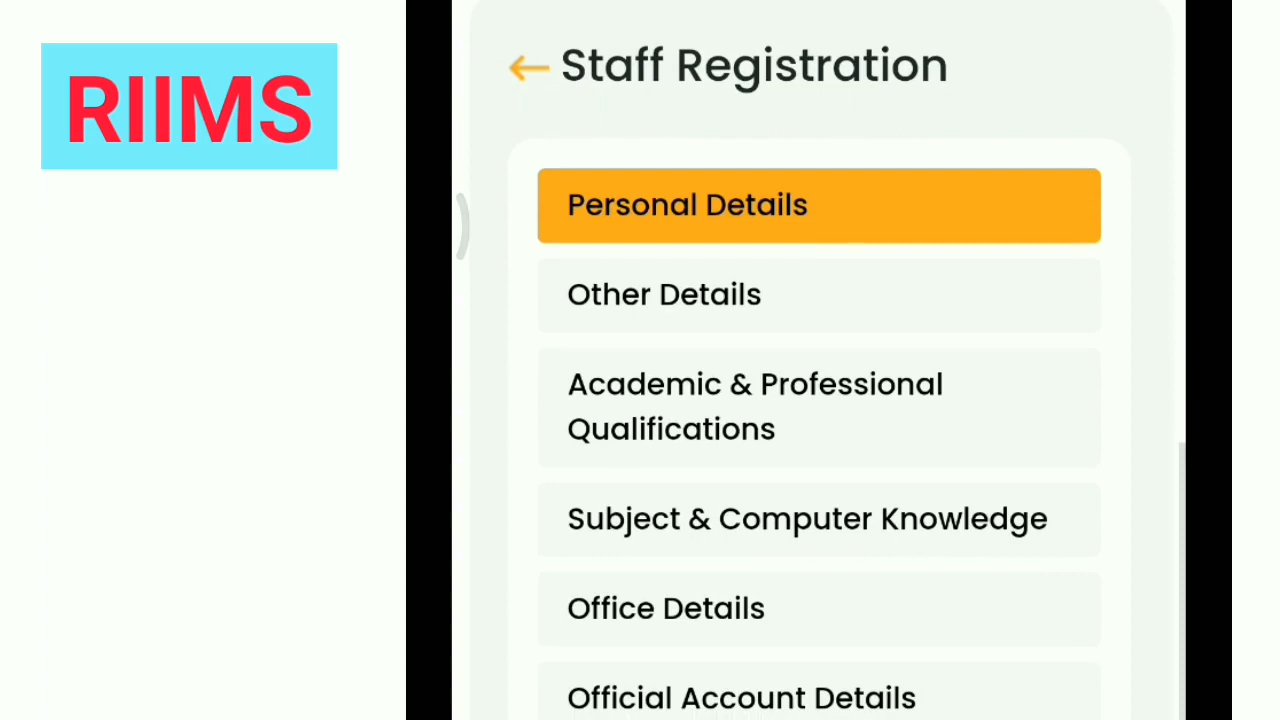 RIIMS
Staff Registration
Personal Details
Other Details
Academic & Professional
Qualifications
Subject & Computer Knowledge
Office Details
Official Account Details